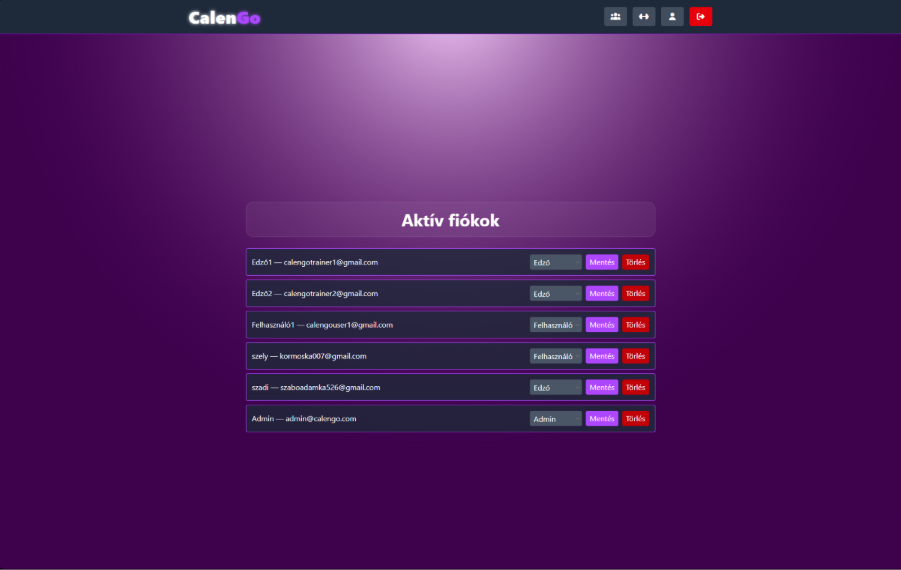 CalenGo
Aktív fiókok
Edző1 — calengotrainer1@gmail.com Edző Mentés Törlés
Edző2 — calengotrainer2@gmail.com Edző Mentés Törlés
Felhasználó1 — calengouser1@gmail.com Felhasználó Mentés Törlés
szely — kormoska007@gmail.com Felhasználó Mentés Törlés
szadi — szaboadamka526@gmail.com Edző Mentés Törlés
Admin — admin@calengo.com Admin Mentés Törlés